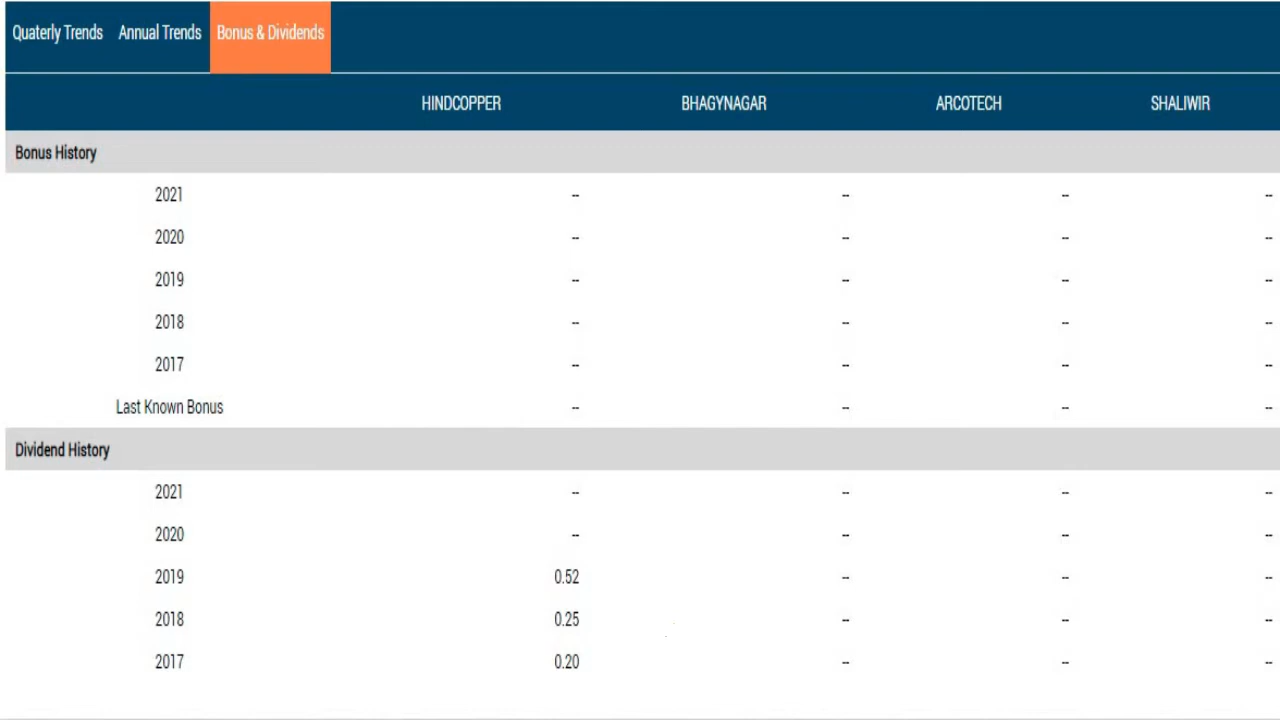 Quaterly Trends Annual Trends Bonus & Dividends
HINDCOPPER BHAGYNAGAR ARCOTECH SHALIWIR
Bonus History
2021 -- -- -- --
2020 -- -- -- --
2019 -- -- -- --
2018 -- -- -- --
2017 -- -- -- --
Last Known Bonus -- -- -- --
Dividend History
2021 -- -- -- --
2020 -- -- -- --
2019 0.52 -- -- --
2018 0.25 -- -- --
2017 0.20 -- -- --